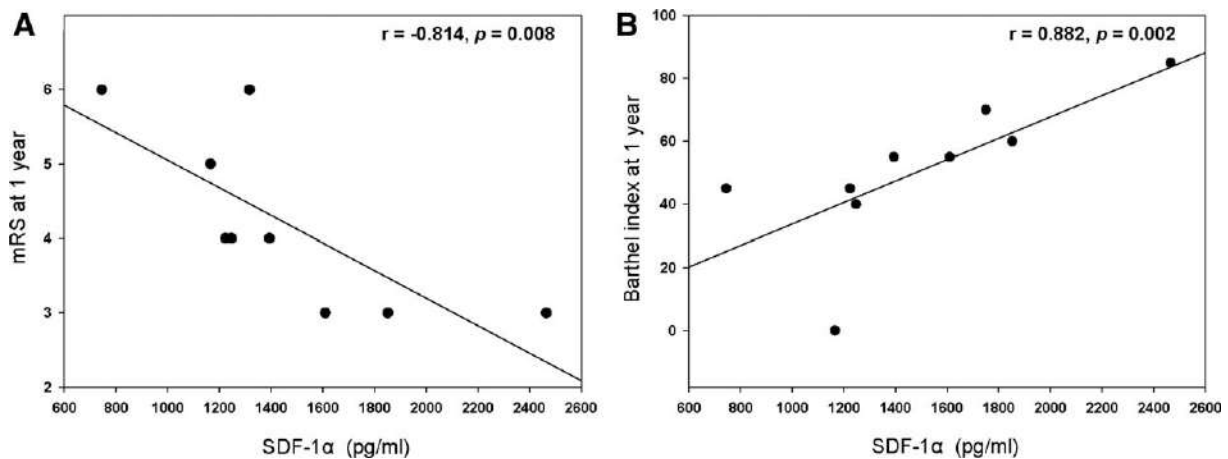 A
r = -0.814, p = 0.008
mRS at 1 year
6
5
4
3
2
600 800 1000 1200 1400 1600 1800 2000 2200 2400 2600
SDF-1α (pg/ml)
B
r = 0.882, p = 0.002
Barthel index at 1 year
100
80
60
40
20
0
600 800 1000 1200 1400 1600 1800 2000 2200 2400 2600
SDF-1α (pg/ml)